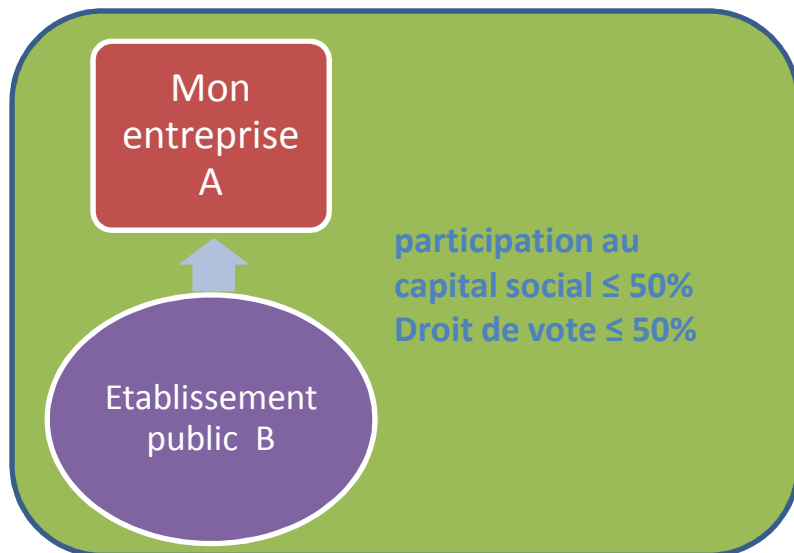 Mon
entreprise
A
participation au
capital social ≤ 50%
Droit de vote ≤ 50%
Etablissement
public B